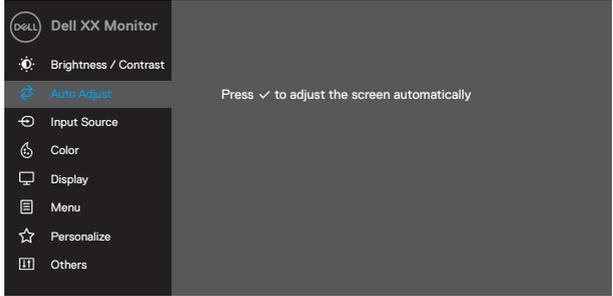 DELL
Dell XX Monitor
Brightness / Contrast
Auto Adjust
Press ✓ to adjust the screen automatically
Input Source
Color
Display
Menu
Personalize
Others